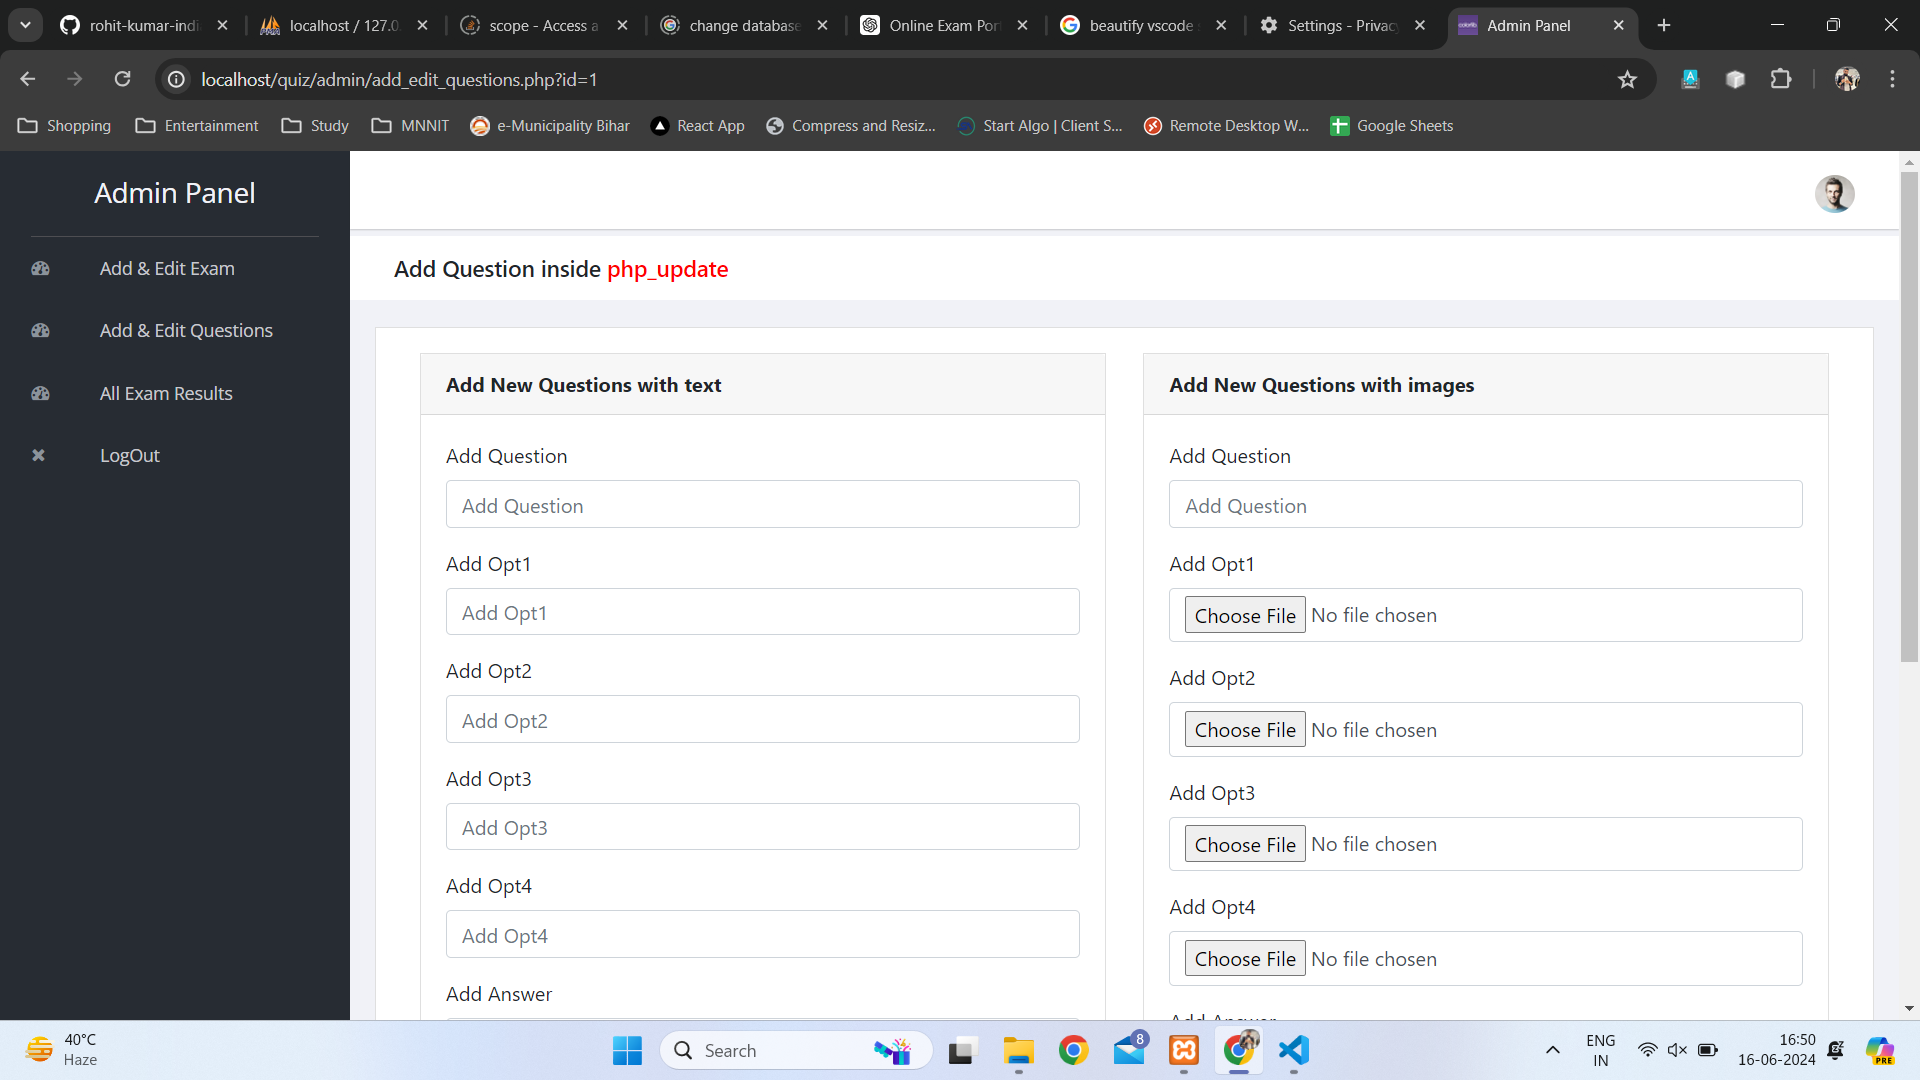 rohit-kumar-indi
localhost / 127.0.
scope - Access a
change database
Online Exam Por
beautify vscode
Settings - Privac
Admin Panel
localhost/quiz/admin/add_edit_questions.php?id=1
Shopping
Entertainment
Study
MNNIT
e-Municipality Bihar
React App
Compress and Resiz...
Start Algo | Client S...
Remote Desktop W...
Google Sheets
Admin Panel
Add & Edit Exam
Add & Edit Questions
All Exam Results
LogOut
Add Question inside php_update
Add New Questions with text
Add Question
Add Question
Add Opt1
Add Opt1
Add Opt2
Add Opt2
Add Opt3
Add Opt3
Add Opt4
Add Opt4
Add Answer
Add New Questions with images
Add Question
Add Question
Add Opt1
Choose File No file chosen
Add Opt2
Choose File No file chosen
Add Opt3
Choose File No file chosen
Add Opt4
Choose File No file chosen
Add Answer
40°C
Haze
Search
8
ENG
IN
16:50
16-06-2024
PRE